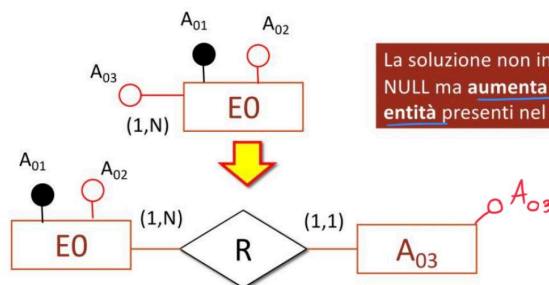 A01
A02
A03
(1,N)
E0
La soluzione non in
NULL ma aumenta
entità presenti nel
A01
A02
E0
(1,N)
R
(1,1)
A03
A03